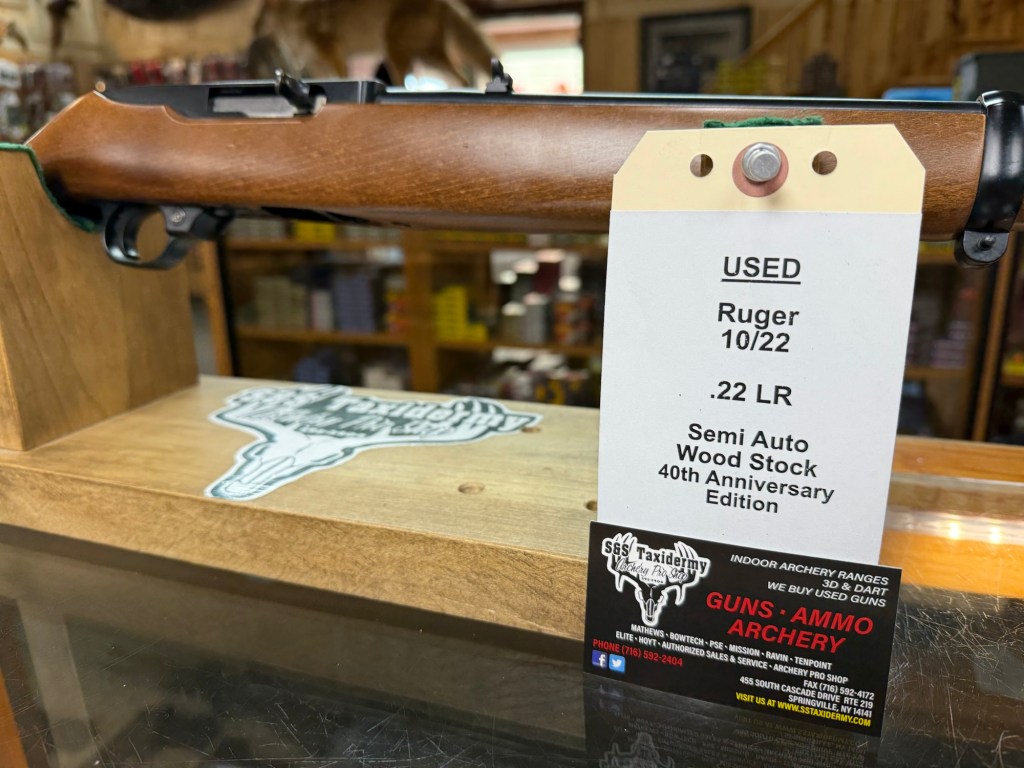 USED
Ruger
10/22
.22 LR
Semi Auto
Wood Stock
40th Anniversary
Edition
S&S Taxidermy
Archery Pro Shop
INDOOR ARCHERY RANGES
3D & DART
WE BUY USED GUNS
GUNS · AMMO
ARCHERY
MATHEWS · BOWTECH · PSE · MISSION · RAVIN · TENPOINT
ELITE · HOYT · AUTHORIZED SALES & SERVICE · ARCHERY PRO SHOP
PHONE (716) 592-2404
FAX (716) 592-4172
455 SOUTH CASCADE DRIVE RTE 219
SPRINGVILLE, NY 14141
VISIT US AT WWW.SSTAXIDERMY.COM
S&S Taxidermy